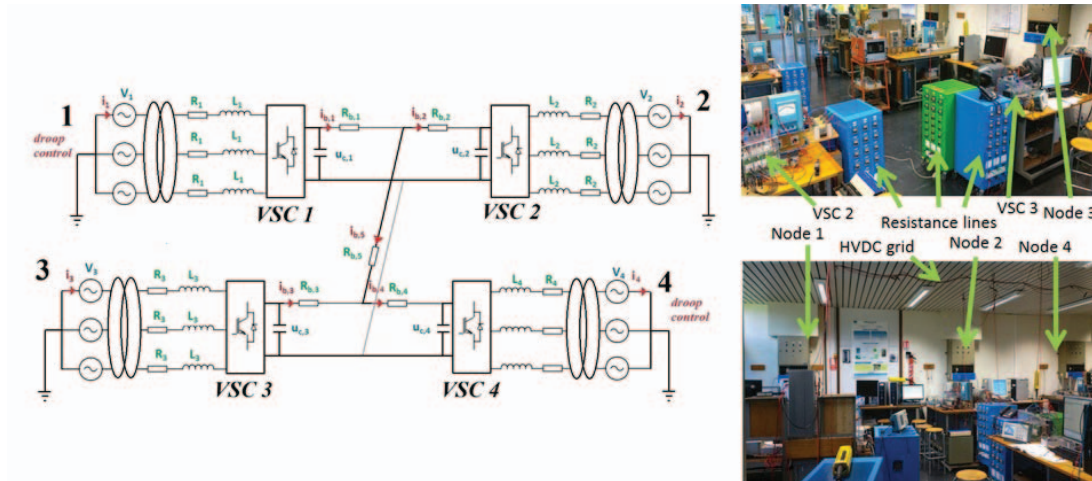 1
droop
control
i1
V1
R1
L1
R1
L1
R1
L1
ib,1
Rb,1
ib,2
Rb,2
uc,1
uc,2
VSC 1
VSC 2
L2
R2
L2
R2
L2
R2
V2
i2
2
ib,5
Rb,5
3
i3
V3
R3
L3
R3
L3
R3
L3
ib,3
Rb,3
ib,4
Rb,4
uc,3
uc,4
VSC 3
VSC 4
L4
R4
V4
i4
4
droop
control
VSC 2
Resistance lines
VSC 3
Node 3
Node 1
HVDC grid
Node 2
Node 4